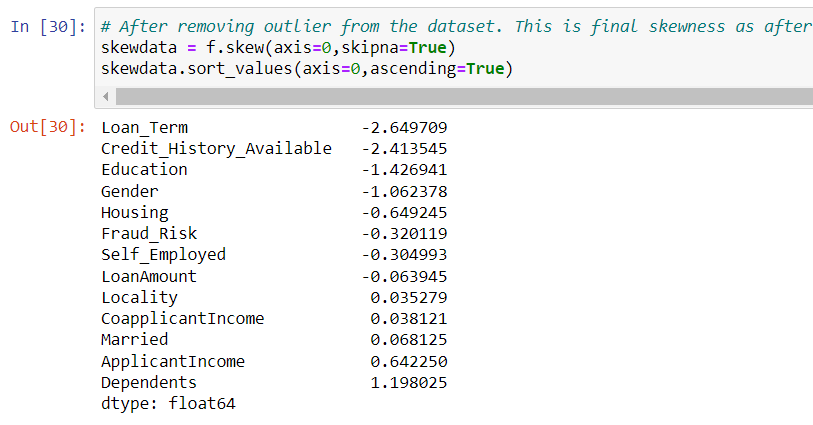 In [30]: # After removing outlier from the dataset. This is final skewness as after
skewdata = f.skew(axis=0,skipna=True)
skewdata.sort_values(axis=0,ascending=True)
Out[30]: Loan_Term -2.649709
Credit_History_Available -2.413545
Education -1.426941
Gender -1.062378
Housing -0.649245
Fraud_Risk -0.320119
Self_Employed -0.304993
LoanAmount -0.063945
Locality 0.035279
CoapplicantIncome 0.038121
Married 0.068125
ApplicantIncome 0.642250
Dependents 1.198025
dtype: float64